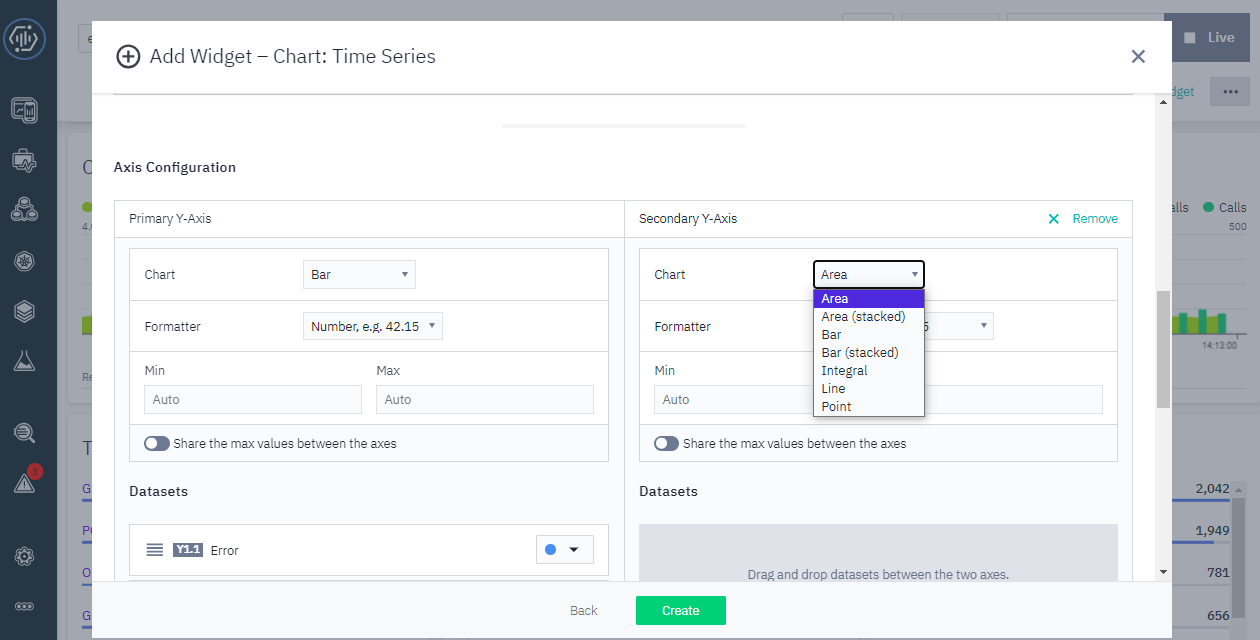 Live
Add Widget – Chart: Time Series
Axis Configuration
Primary Y-Axis
Secondary Y-Axis
Remove
Chart
Bar
Chart
Area
Area
Area (stacked)
Bar
Bar (stacked)
Integral
Line
Point
Formatter
Number, e.g. 42.15
Formatter
5
Min
Max
Min
Auto
Auto
Auto
Share the max values between the axes
Share the max values between the axes
Datasets
Datasets
Y1.1 Error
Drag and drop datasets between the two axes.
Back
Create
Calls
500
14:13:00
1
2,042
1,949
781
656